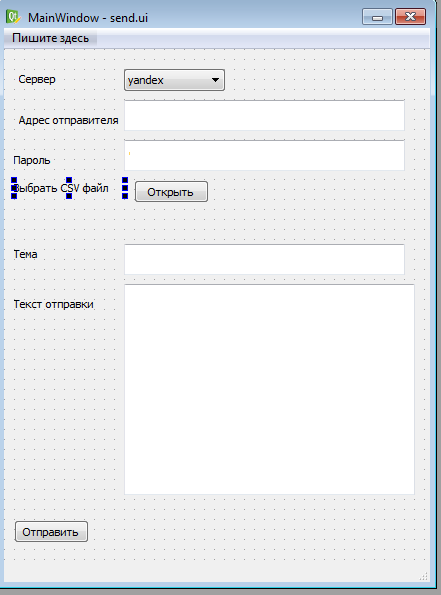 MainWindow - send.ui
Пишите здесь
Сервер
yandex
Адрес отправителя
Пароль
Выбрать CSV файл
Открыть
Тема
Текст отправки
Отправить